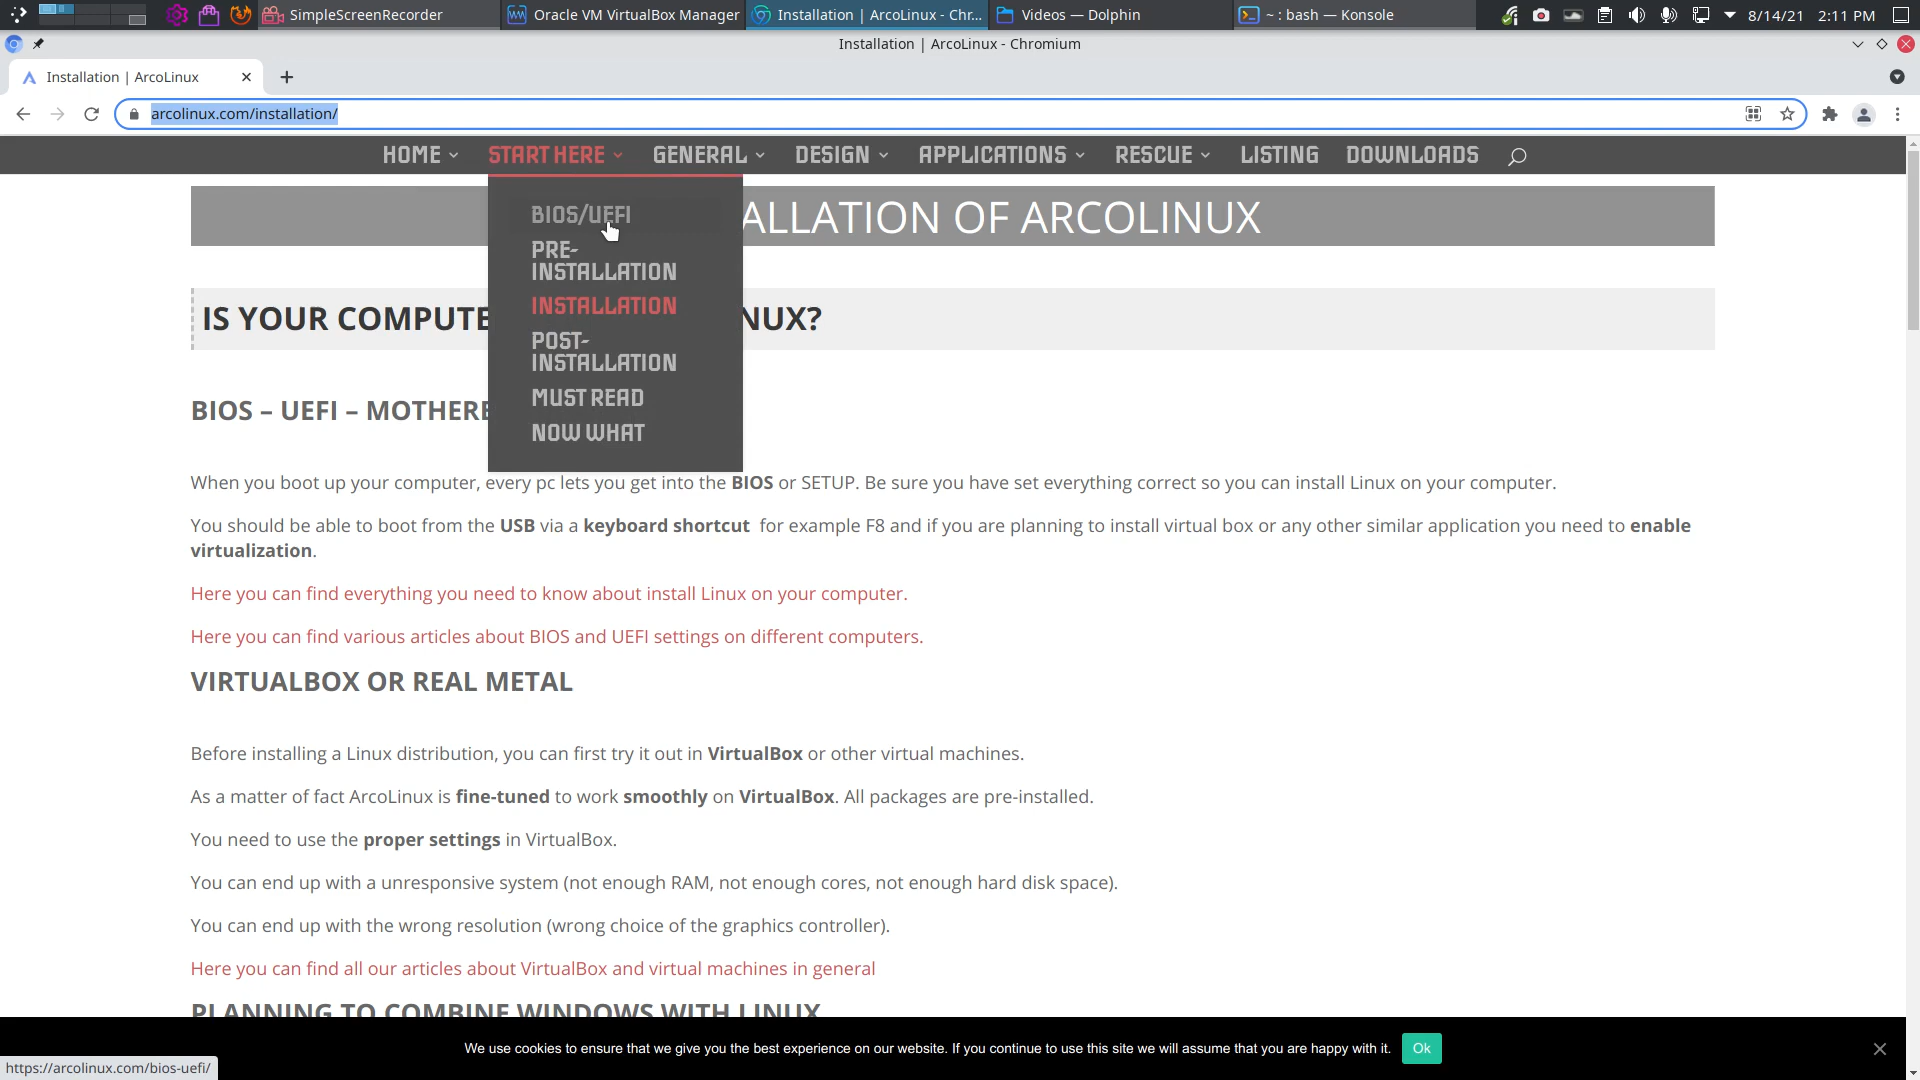 SimpleScreenRecorder
Oracle VM VirtualBox Manager
Installation | ArcoLinux - Chr...
Videos — Dolphin
~ : bash — Konsole
8/14/21 2:11 PM
Installation | ArcoLinux - Chromium
Installation | ArcoLinux
arcolinux.com/installation/
HOME START HERE GENERAL DESIGN APPLICATIONS RESCUE LISTING DOWNLOADS
BIOS/UEFI
PRE-
INSTALLATION
INSTALLATION
POST-
INSTALLATION
MUST READ
NOW WHAT
ALLATION OF ARCOLINUX
IS YOUR COMPUTE NUX?
BIOS – UEFI – MOTHERE
When you boot up your computer, every pc lets you get into the BIOS or SETUP. Be sure you have set everything correct so you can install Linux on your computer.
You should be able to boot from the USB via a keyboard shortcut for example F8 and if you are planning to install virtual box or any other similar application you need to enable
virtualization.
Here you can find everything you need to know about install Linux on your computer.
Here you can find various articles about BIOS and UEFI settings on different computers.
VIRTUALBOX OR REAL METAL
Before installing a Linux distribution, you can first try it out in VirtualBox or other virtual machines.
As a matter of fact ArcoLinux is fine-tuned to work smoothly on VirtualBox. All packages are pre-installed.
You need to use the proper settings in VirtualBox.
You can end up with a unresponsive system (not enough RAM, not enough cores, not enough hard disk space).
You can end up with the wrong resolution (wrong choice of the graphics controller).
Here you can find all our articles about VirtualBox and virtual machines in general
PLANNING TO COMBINE WINDOWS WITH LINUX
We use cookies to ensure that we give you the best experience on our website. If you continue to use this site we will assume that you are happy with it. Ok
https://arcolinux.com/bios-uefi/